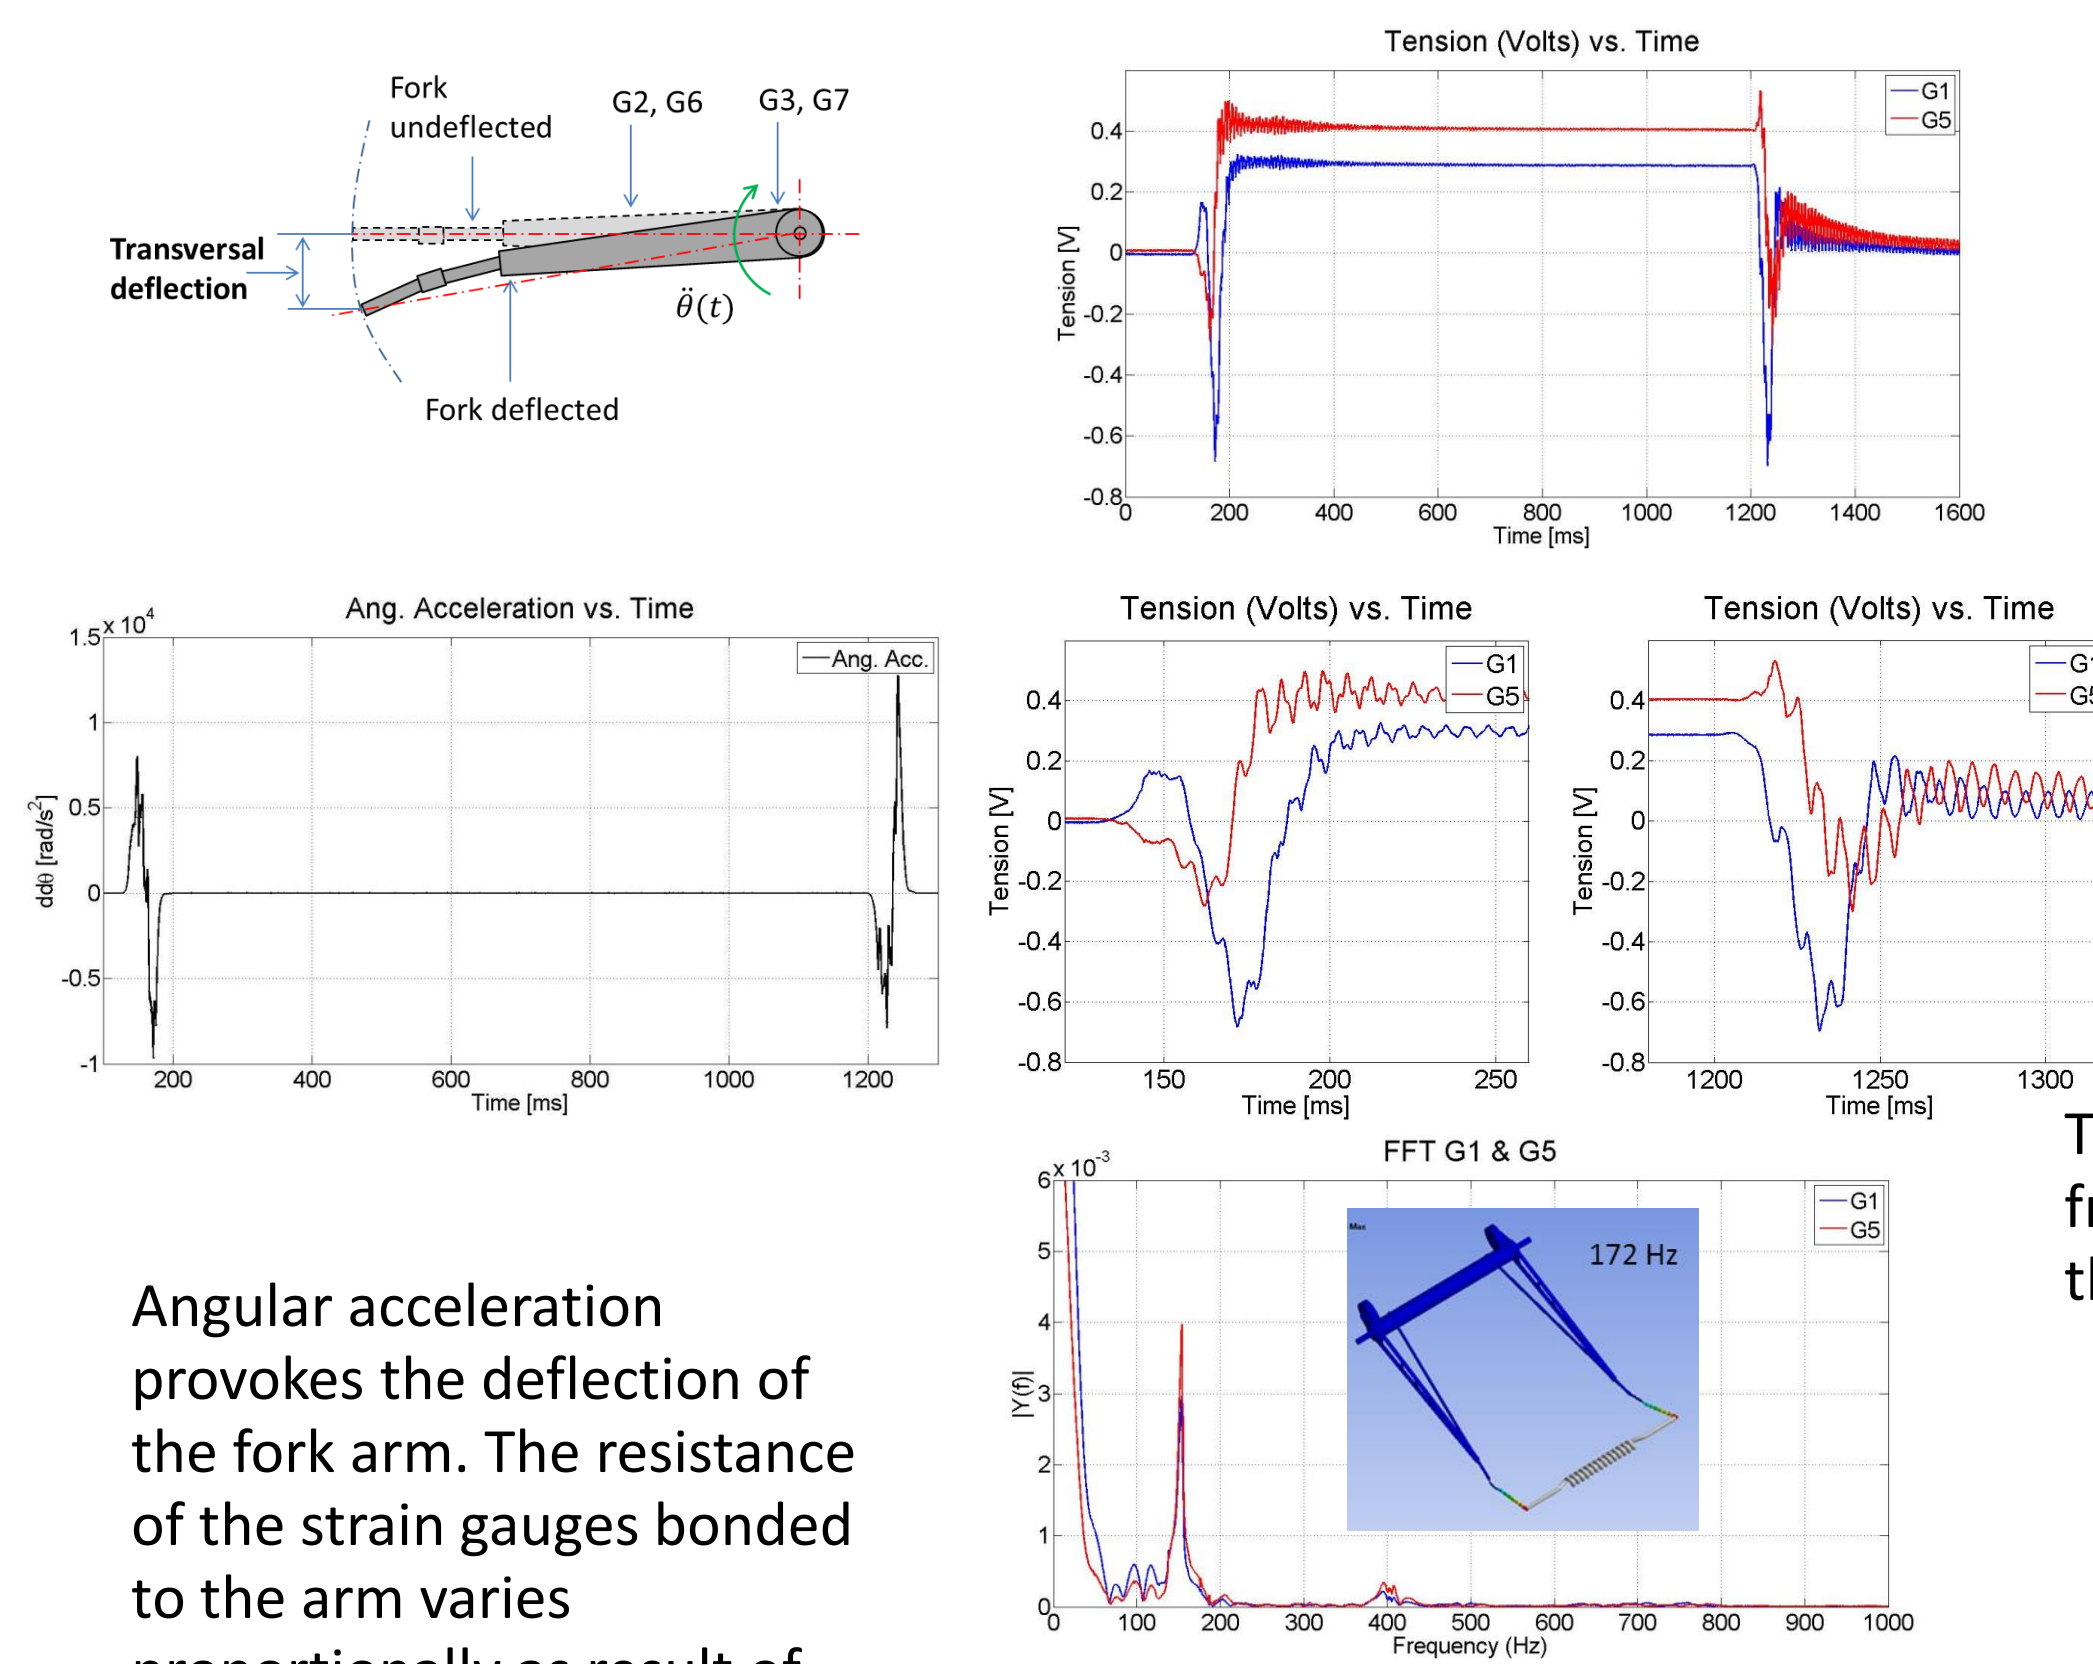 Fork
undeflected
G2, G6
G3, G7
Transversal
deflection
θ̈(t)
Fork deflected
Tension (Volts) vs. Time
G1
G5
0.4
0.2
0
-0.2
-0.4
-0.6
-0.8
Tension [V]
0 200 400 600 800 1000 1200 1400 1600
Time [ms]
Ang. Acceleration vs. Time
x 10^4
Ang. Acc.
1.5
1
0.5
0
-0.5
-1
ddθ [rad/s^2]
200 400 600 800 1000 1200
Time [ms]
Tension (Volts) vs. Time
G1
G5
0.4
0.2
0
-0.2
-0.4
-0.6
-0.8
Tension [V]
150 200 250
Time [ms]
Tension (Volts) vs. Time
0.4
0.2
0
-0.2
-0.4
-0.6
-0.8
Tension [V]
1200 1250 1300
Time [ms]
FFT G1 & G5
x 10^-3
G1
G5
172 Hz
Max
6
5
4
3
2
1
0
|Y(f)|
0 100 200 300 400 500 600 700 800 900 1000
Frequency (Hz)
Angular acceleration
provokes the deflection of
the fork arm. The resistance
of the strain gauges bonded
to the arm varies
proportionally as result of